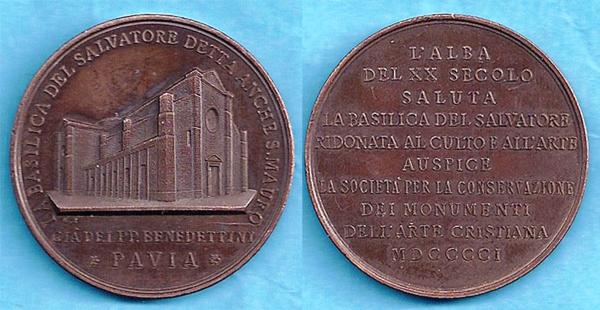 LA BASILICA DEL SALVATORE DETTA ANCHE S. MAURO
GIÀ DEI PP. BENEDETTINI
* PAVIA *
L'ALBA
DEL XX SECOLO
SALUTA
LA BASILICA DEL SALVATORE
RIDONATA AL CULTO E ALL'ARTE
AUSPICE
LA SOCIETÀ PER LA CONSERVAZIONE
DEI MONUMENTI
DELL'ARTE CRISTIANA
MDCCCCI